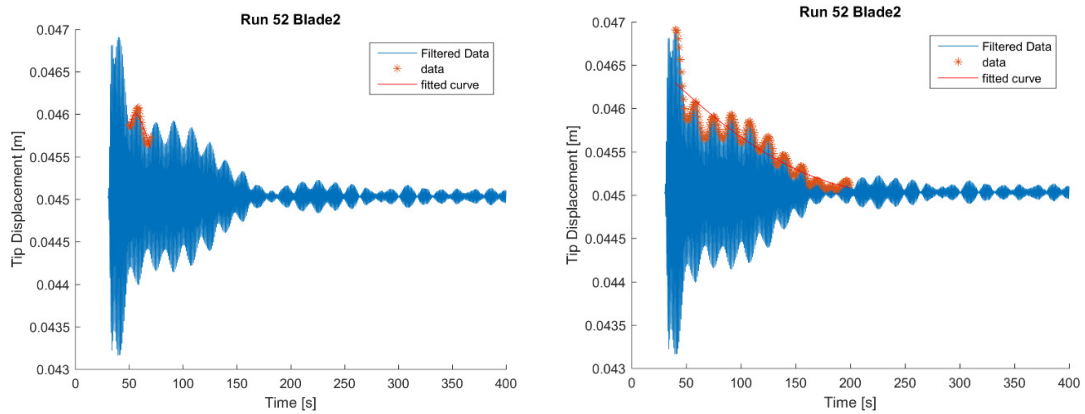 Run 52 Blade2
Filtered Data
data
fitted curve
0.047
0.0465
0.046
0.0455
0.045
0.0445
0.044
0.0435
0.043
Tip Displacement [m]
0 50 100 150 200 250 300 350 400
Time [s]
Run 52 Blade2
Filtered Data
data
fitted curve
0.047
0.0465
0.046
0.0455
0.045
0.0445
0.044
0.0435
0.043
Tip Displacement [m]
0 50 100 150 200 250 300 350 400
Time [s]